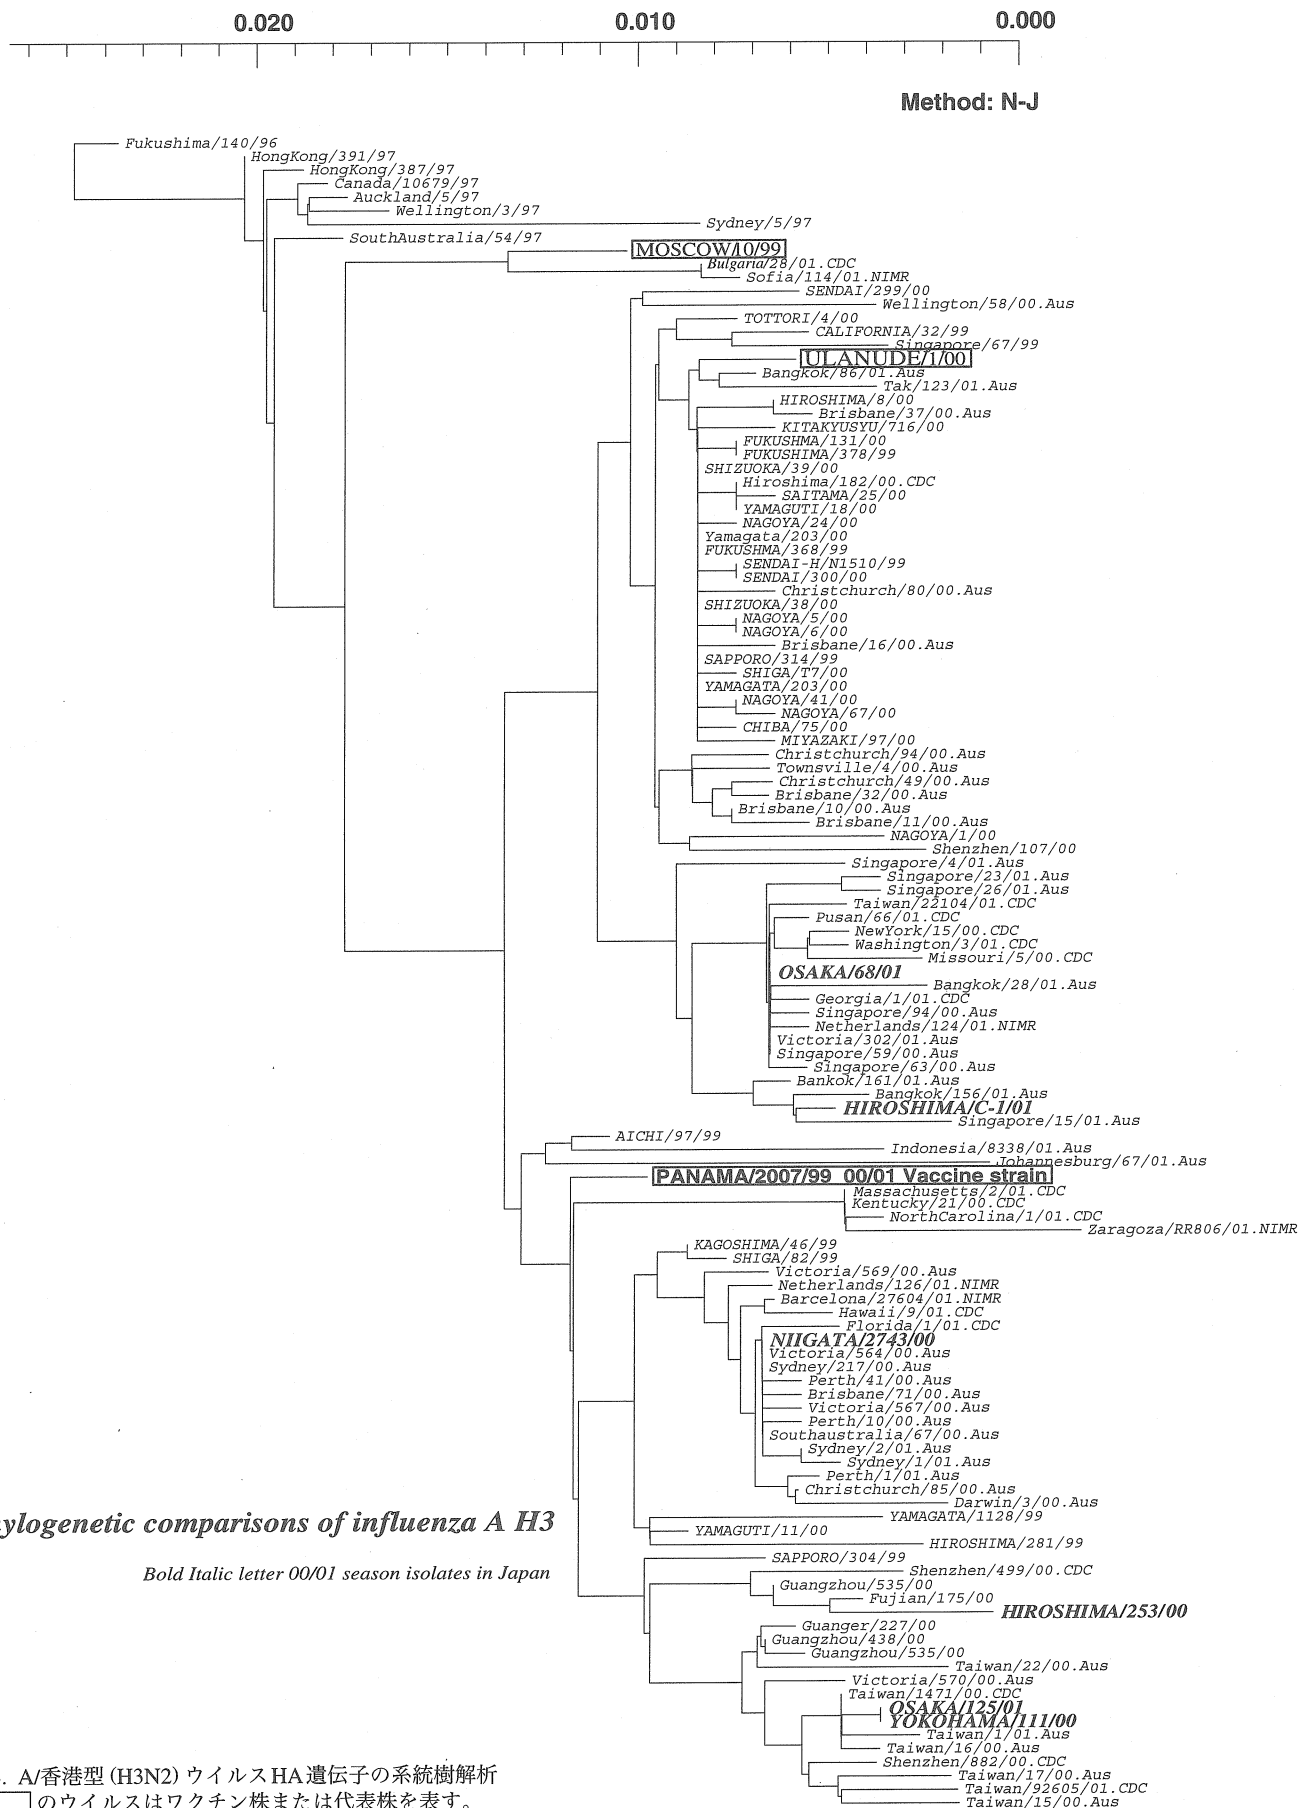 0.020 0.010 0.000
Method: N-J
Fukushima/140/96
HongKong/391/97
HongKong/387/97
Canada/10679/97
Auckland/5/97
Wellington/3/97
Sydney/5/97
SouthAustralia/54/97
MOSCOW/10/99
Bulgaria/28/01.CDC
Sofia/114/01.NIMR
SENDAI/299/00
Wellington/58/00.Aus
TOTTORI/4/00
CALIFORNIA/32/99
Singapore/67/99
ULANUDE/1/00
Bangkok/86/01.Aus
Tak/123/01.Aus
HIROSHIMA/8/00
Brisbane/37/00.Aus
KITAKYUSYU/716/00
FUKUSHMA/131/00
FUKUSHIMA/378/99
SHIZUOKA/39/00
Hiroshima/182/00.CDC
SAITAMA/25/00
YAMAGUTI/18/00
NAGOYA/24/00
Yamagata/203/00
FUKUSHMA/368/99
SENDAI-H/N1510/99
SENDAI/300/00
Christchurch/80/00.Aus
SHIZUOKA/38/00
NAGOYA/5/00
NAGOYA/6/00
Brisbane/16/00.Aus
SAPPORO/314/99
SHIGA/T7/00
YAMAGATA/203/00
NAGOYA/41/00
NAGOYA/67/00
CHIBA/75/00
MIYAZAKI/97/00
Christchurch/94/00.Aus
Townsville/4/00.Aus
Christchurch/49/00.Aus
Brisbane/32/00.Aus
Brisbane/10/00.Aus
Brisbane/11/00.Aus
NAGOYA/1/00
Shenzhen/107/00
Singapore/4/01.Aus
Singapore/23/01.Aus
Singapore/26/01.Aus
Taiwan/22104/01.CDC
Pusan/66/01.CDC
NewYork/15/00.CDC
Washington/3/01.CDC
Missouri/5/00.CDC
OSAKA/68/01
Bangkok/28/01.Aus
Georgia/1/01.CDC
Singapore/94/00.Aus
Netherlands/124/01.NIMR
Victoria/302/01.Aus
Singapore/59/00.Aus
Singapore/63/00.Aus
Bankok/161/01.Aus
Bangkok/156/01.Aus
HIROSHIMA/C-1/01
Singapore/15/01.Aus
AICHI/97/99
Indonesia/8338/01.Aus
Johannesburg/67/01.Aus
PANAMA/2007/99 00/01 Vaccine strain
Massachusetts/2/01.CDC
Kentucky/21/00.CDC
NorthCarolina/1/01.CDC
Zaragoza/RR806/01.NIMR
KAGOSHIMA/46/99
SHIGA/82/99
Victoria/569/00.Aus
Netherlands/126/01.NIMR
Barcelona/27604/01.NIMR
Hawaii/9/01.CDC
Florida/1/01.CDC
NIIGATA/2743/00
Victoria/564/00.Aus
Sydney/217/00.Aus
Perth/41/00.Aus
Brisbane/71/00.Aus
Victoria/567/00.Aus
Perth/10/00.Aus
Southaustralia/67/00.Aus
Sydney/2/01.Aus
Sydney/1/01.Aus
Perth/1/01.Aus
Christchurch/85/00.Aus
Darwin/3/00.Aus
YAMAGATA/1128/99
YAMAGUTI/11/00
HIROSHIMA/281/99
SAPPORO/304/99
Shenzhen/499/00.CDC
Guangzhou/535/00
Fujian/175/00
HIROSHIMA/253/00
Guanger/227/00
Guangzhou/438/00
Guangzhou/535/00
Taiwan/22/00.Aus
Victoria/570/00.Aus
Taiwan/1471/00.CDC
OSAKA/125/01
YOKOHAMA/111/00
Taiwan/1/01.Aus
Taiwan/16/00.Aus
Shenzhen/882/00.CDC
Taiwan/17/00.Aus
Taiwan/92605/01.CDC
Taiwan/15/00.Aus
ylogenetic comparisons of influenza A H3
Bold Italic letter 00/01 season isolates in Japan
. A/香港型 (H3N2) ウイルスHA遺伝子の系統樹解析
のウイルスはワクチン株または代表株を表す。